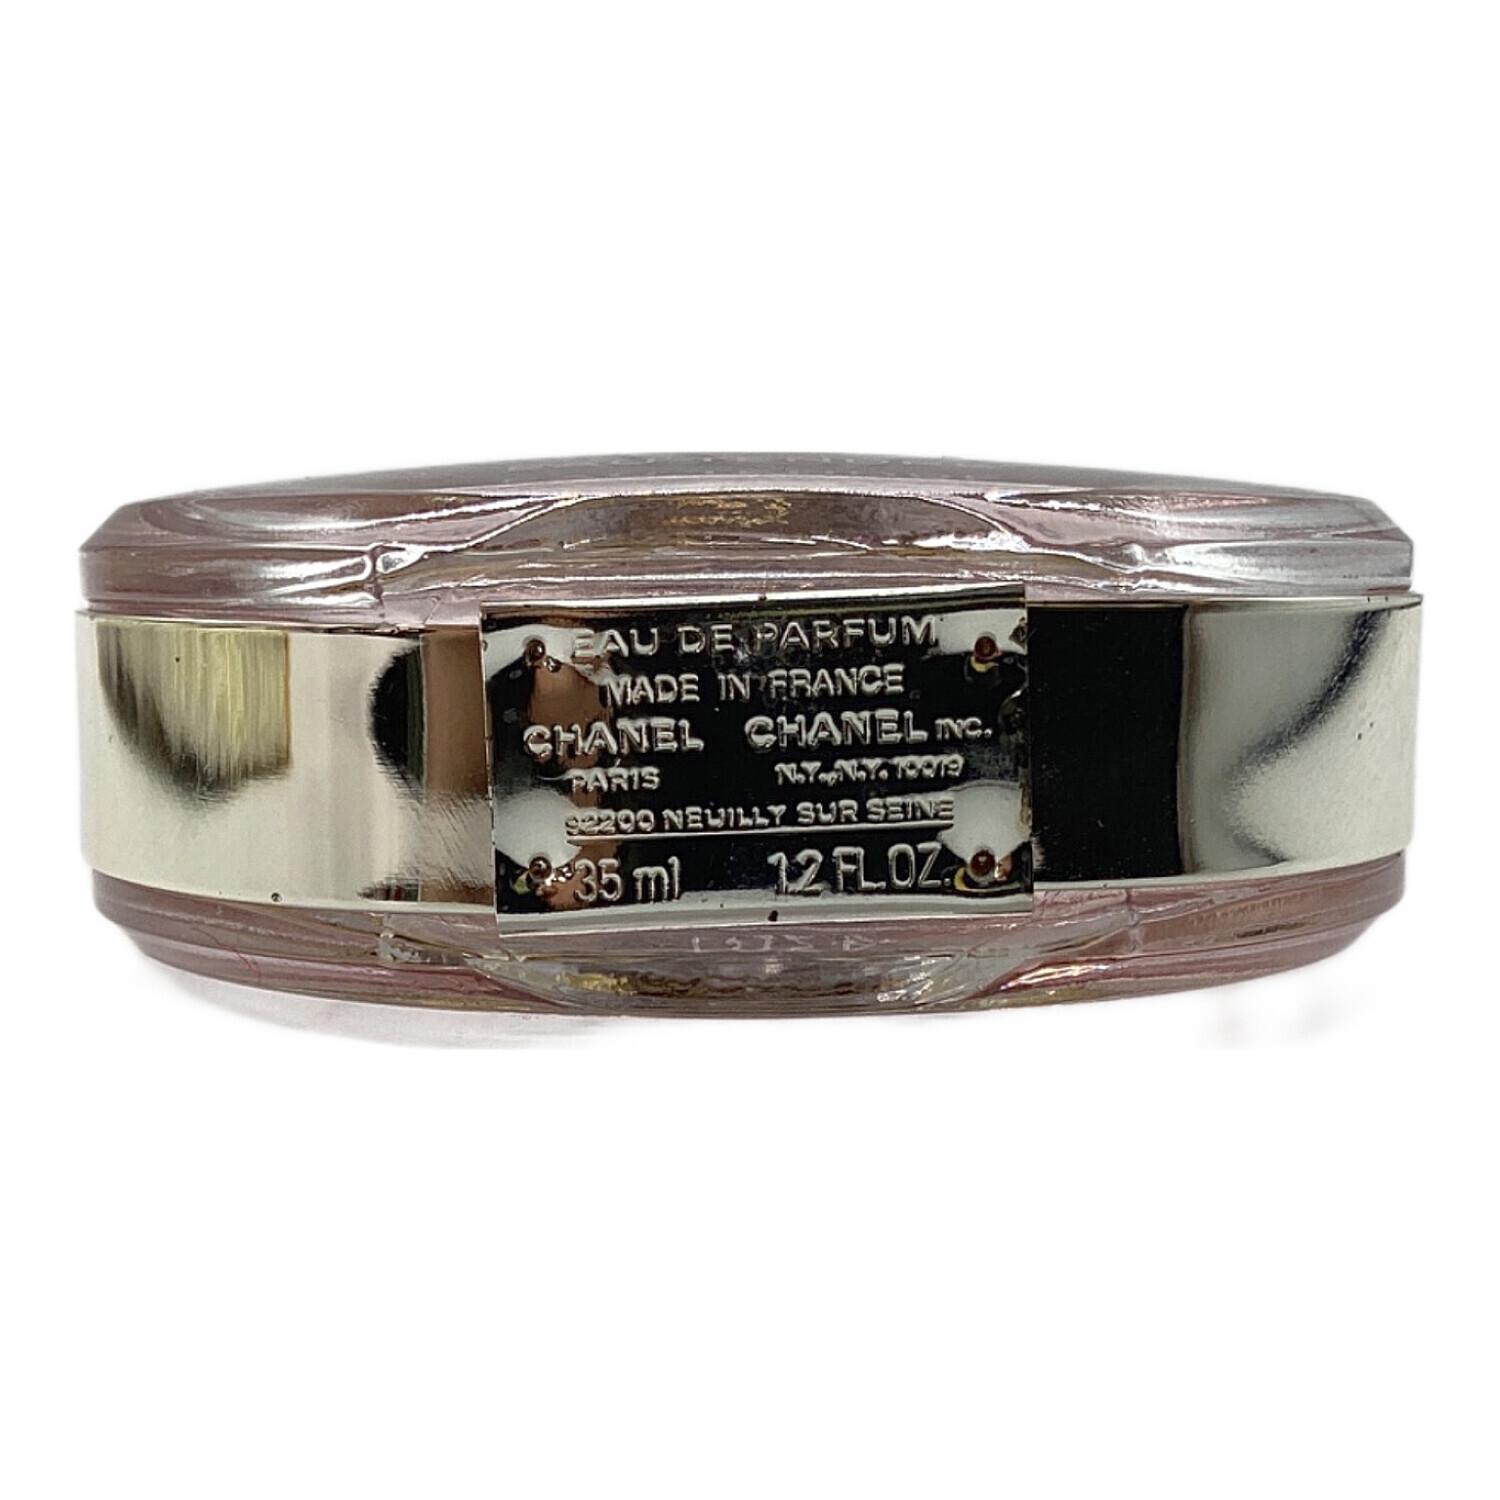 EAU DE PARFUM
MADE IN FRANCE
CHANEL CHANEL INC.
PARIS N.Y., N.Y. 10019
92200 NEUILLY SUR SEINE
35 ml 1.2 FL. OZ.